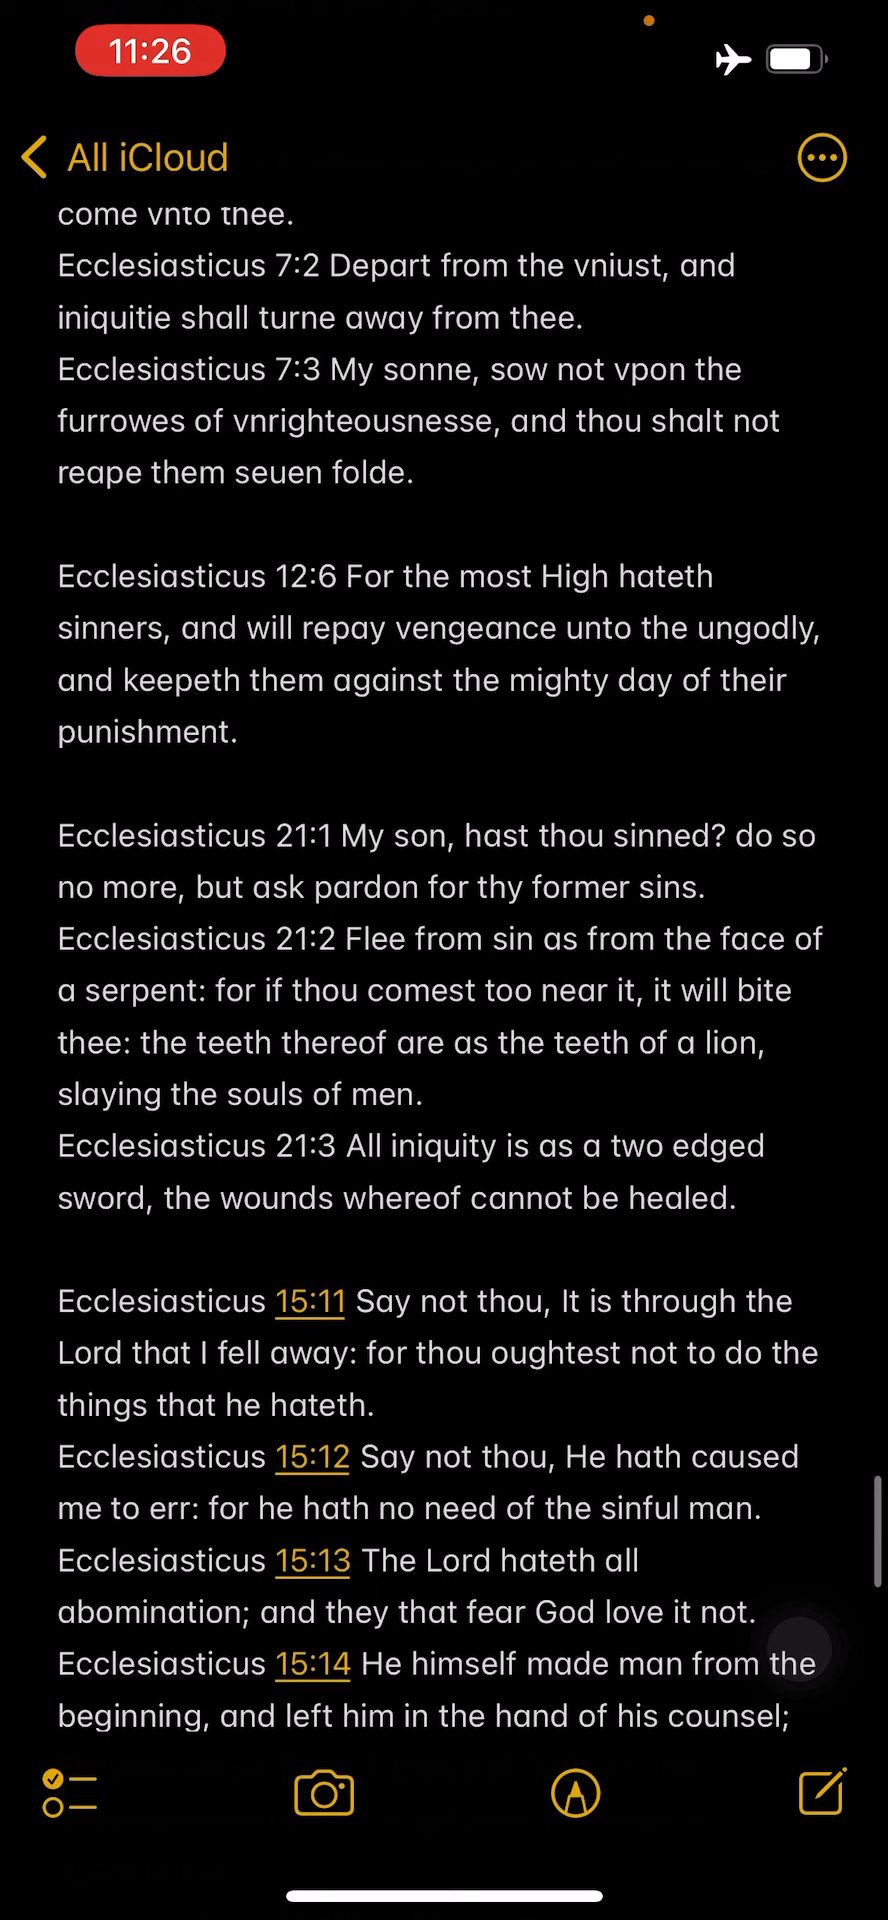 11:26
All iCloud
come vnto thee.
Ecclesiasticus 7:2 Depart from the vniust, and
iniquitie shall turne away from thee.
Ecclesiasticus 7:3 My sonne, sow not vpon the
furrowes of vnrighteousnesse, and thou shalt not
reape them seuen folde.
Ecclesiasticus 12:6 For the most High hateth
sinners, and will repay vengeance unto the ungodly,
and keepeth them against the mighty day of their
punishment.
Ecclesiasticus 21:1 My son, hast thou sinned? do so
no more, but ask pardon for thy former sins.
Ecclesiasticus 21:2 Flee from sin as from the face of
a serpent: for if thou comest too near it, it will bite
thee: the teeth thereof are as the teeth of a lion,
slaying the souls of men.
Ecclesiasticus 21:3 All iniquity is as a two edged
sword, the wounds whereof cannot be healed.
Ecclesiasticus 15:11 Say not thou, It is through the
Lord that I fell away: for thou oughtest not to do the
things that he hateth.
Ecclesiasticus 15:12 Say not thou, He hath caused
me to err: for he hath no need of the sinful man.
Ecclesiasticus 15:13 The Lord hateth all
abomination; and they that fear God love it not.
Ecclesiasticus 15:14 He himself made man from the
beginning, and left him in the hand of his counsel;